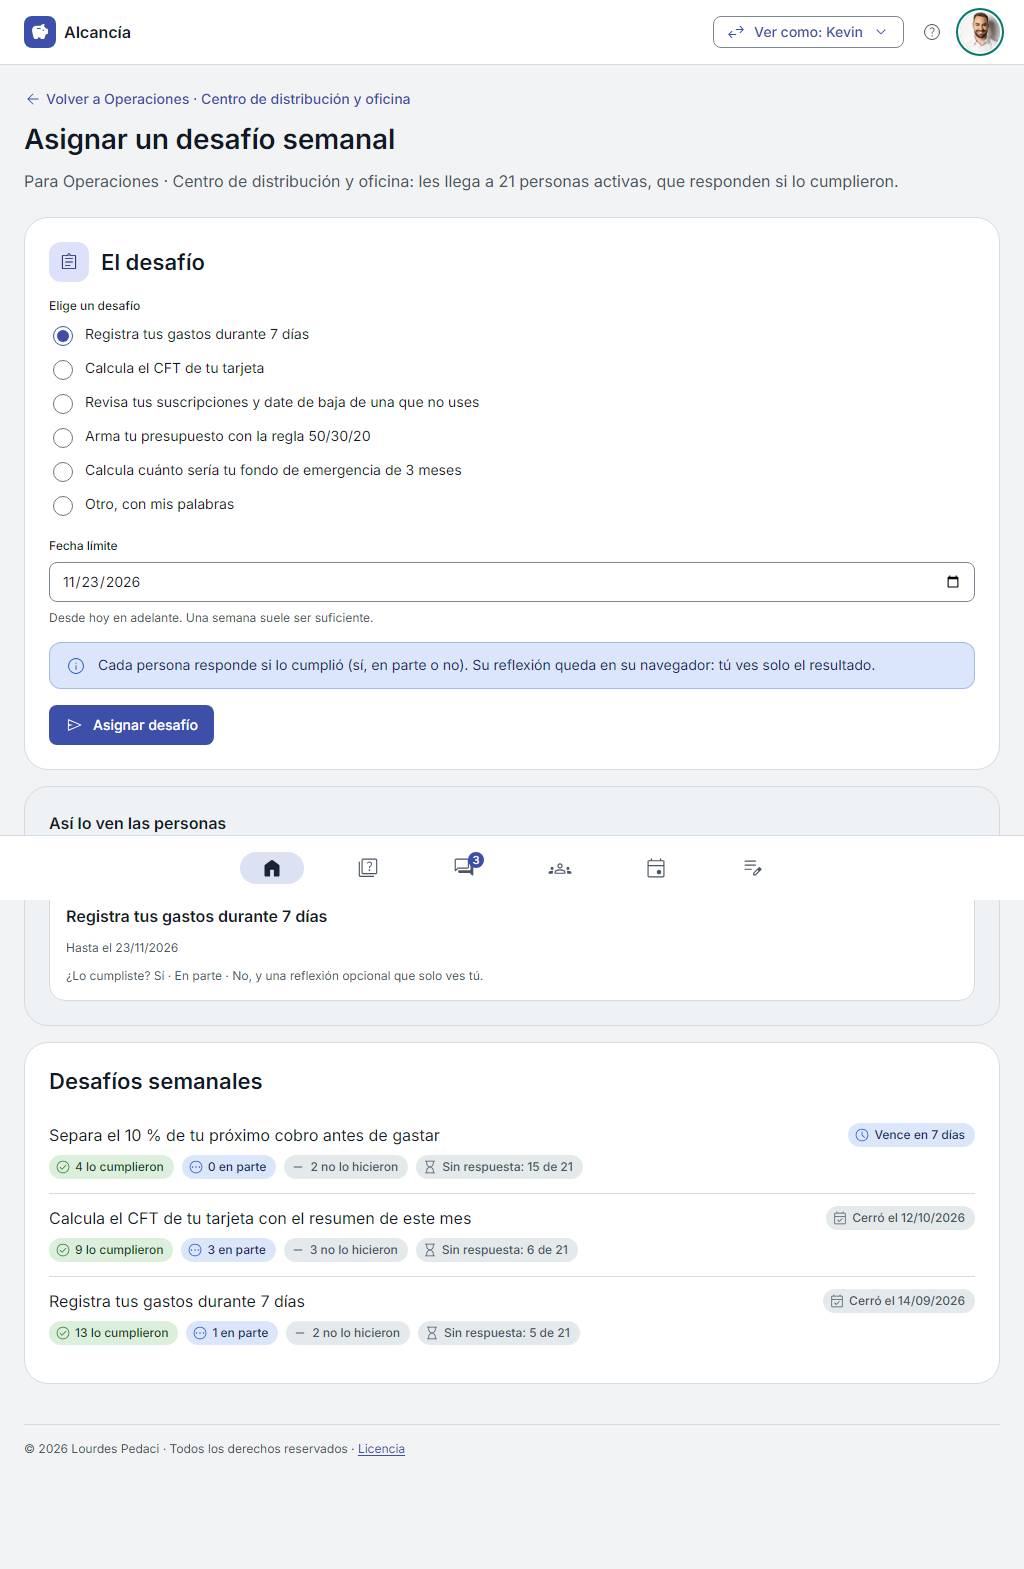 Alcancía
Ver como: Kevin
Volver a Operaciones · Centro de distribución y oficina
Asignar un desafío semanal
Para Operaciones · Centro de distribución y oficina: les llega a 21 personas activas, que responden si lo cumplieron.
El desafío
Elige un desafío
Registra tus gastos durante 7 días
Calcula el CFT de tu tarjeta
Revisa tus suscripciones y date de baja de una que no uses
Arma tu presupuesto con la regla 50/30/20
Calcula cuánto sería tu fondo de emergencia de 3 meses
Otro, con mis palabras
Fecha límite
11/23/2026
Desde hoy en adelante. Una semana suele ser suficiente.
Cada persona responde si lo cumplió (sí, en parte o no). Su reflexión queda en su navegador: tú ves solo el resultado.
Asignar desafío
Así lo ven las personas
3
Registra tus gastos durante 7 días
Hasta el 23/11/2026
¿Lo cumpliste? Sí · En parte · No, y una reflexión opcional que solo ves tú.
Desafíos semanales
Separa el 10 % de tu próximo cobro antes de gastar
Vence en 7 días
4 lo cumplieron
0 en parte
2 no lo hicieron
Sin respuesta: 15 de 21
Calcula el CFT de tu tarjeta con el resumen de este mes
Cerró el 12/10/2026
9 lo cumplieron
3 en parte
3 no lo hicieron
Sin respuesta: 6 de 21
Registra tus gastos durante 7 días
Cerró el 14/09/2026
13 lo cumplieron
1 en parte
2 no lo hicieron
Sin respuesta: 5 de 21
© 2026 Lourdes Pedaci · Todos los derechos reservados · Licencia